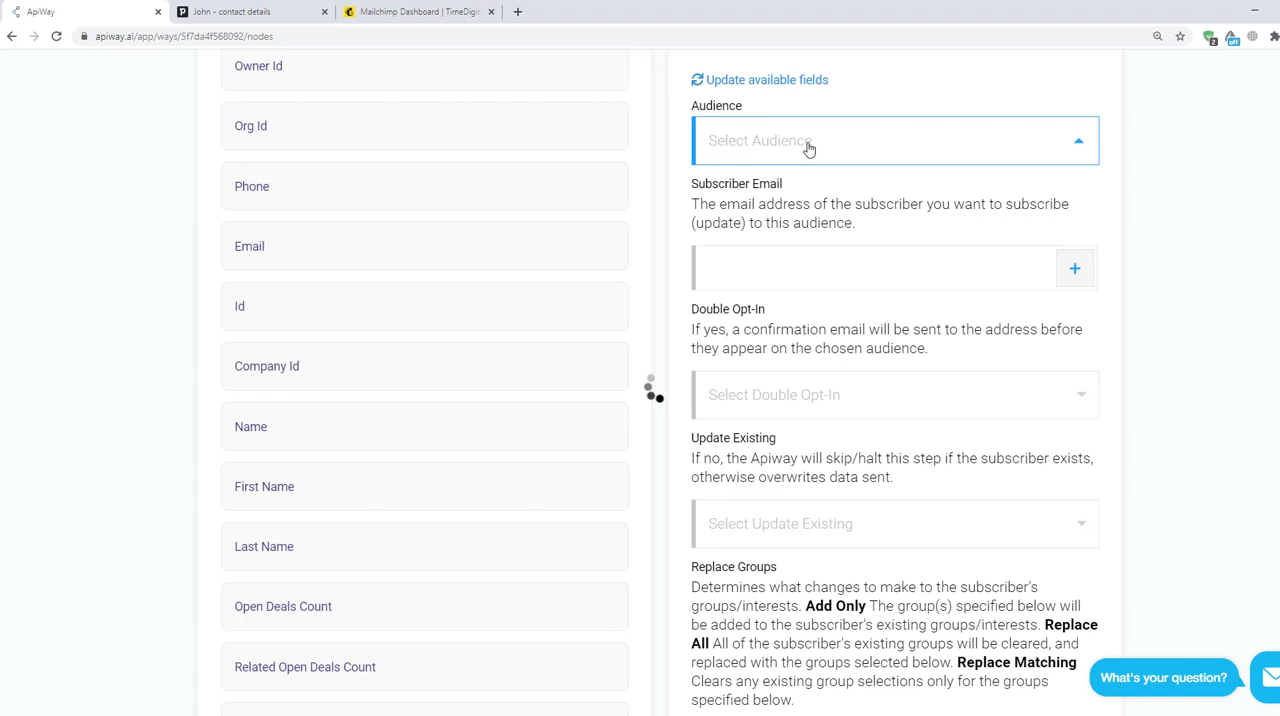 ApiWay
John - contact details
Mailchimp Dashboard | TimeDigit
apiway.ai/app/ways/5f7da4f568092/nodes
Owner Id
Org Id
Phone
Email
Id
Company Id
Name
First Name
Last Name
Open Deals Count
Related Open Deals Count
Update available fields
Audience
Select Audience
Subscriber Email
The email address of the subscriber you want to subscribe
(update) to this audience.
+
Double Opt-In
If yes, a confirmation email will be sent to the address before
they appear on the chosen audience.
Select Double Opt-In
Update Existing
If no, the Apiway will skip/halt this step if the subscriber exists,
otherwise overwrites data sent.
Select Update Existing
Replace Groups
Determines what changes to make to the subscriber's
groups/interests. Add Only The group(s) specified below will
be added to the subscriber's existing groups/interests. Replace
All All of the subscriber's existing groups will be cleared, and
replaced with the groups selected below. Replace Matching
Clears any existing group selections only for the groups
specified below.
What's your question?